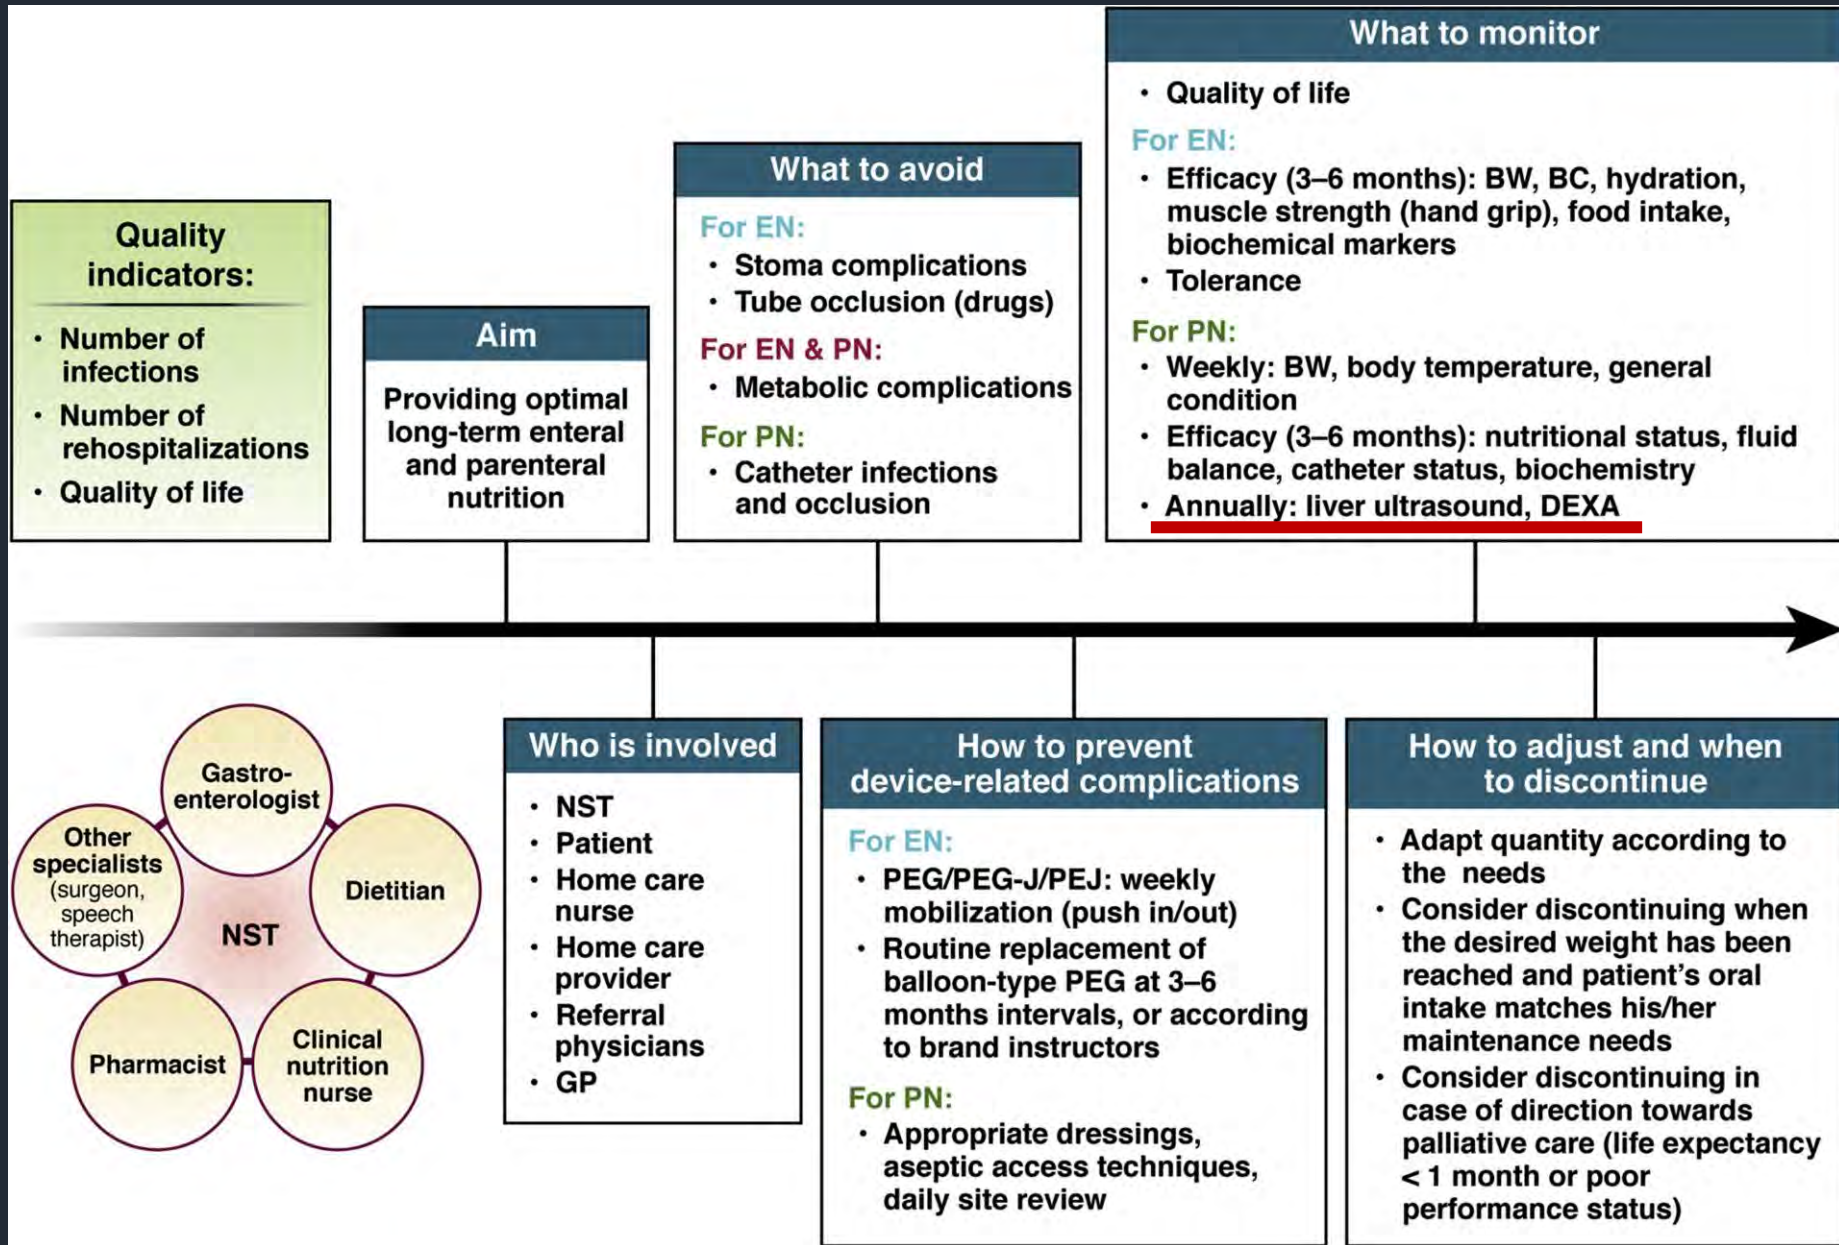 Quality
indicators:
• Number of
infections
• Number of
rehospitalizations
• Quality of life
Aim
Providing optimal
long-term enteral
and parenteral
nutrition
What to avoid
For EN:
• Stoma complications
• Tube occlusion (drugs)
For EN & PN:
• Metabolic complications
For PN:
• Catheter infections
and occlusion
What to monitor
• Quality of life
For EN:
• Efficacy (3–6 months): BW, BC, hydration,
muscle strength (hand grip), food intake,
biochemical markers
• Tolerance
For PN:
• Weekly: BW, body temperature, general
condition
• Efficacy (3–6 months): nutritional status, fluid
balance, catheter status, biochemistry
• Annually: liver ultrasound, DEXA
Gastro-
enterologist
Other
specialists
(surgeon,
speech
therapist)
Dietitian
NST
Pharmacist
Clinical
nutrition
nurse
Who is involved
• NST
• Patient
• Home care
nurse
• Home care
provider
• Referral
physicians
• GP
How to prevent
device-related complications
For EN:
• PEG/PEG-J/PEJ: weekly
mobilization (push in/out)
• Routine replacement of
balloon-type PEG at 3–6
months intervals, or according
to brand instructors
For PN:
• Appropriate dressings,
aseptic access techniques,
daily site review
How to adjust and when
to discontinue
• Adapt quantity according to
the needs
• Consider discontinuing when
the desired weight has been
reached and patient's oral
intake matches his/her
maintenance needs
• Consider discontinuing in
case of direction towards
palliative care (life expectancy
< 1 month or poor
performance status)